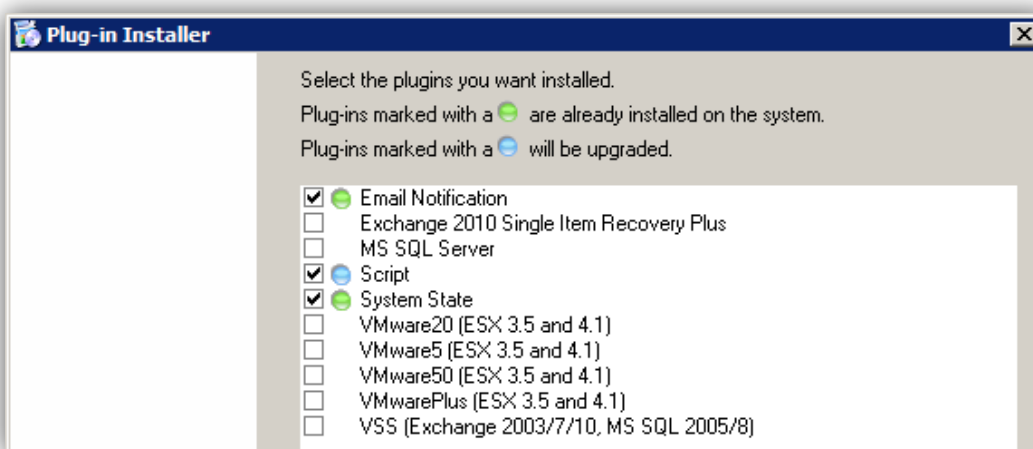 Plug-in Installer
Select the plugins you want installed.
Plug-ins marked with a are already installed on the system.
Plug-ins marked with a will be upgraded.
Email Notification
Exchange 2010 Single Item Recovery Plus
MS SQL Server
Script
System State
VMware20 (ESX 3.5 and 4.1)
VMware5 (ESX 3.5 and 4.1)
VMware50 (ESX 3.5 and 4.1)
VMwarePlus (ESX 3.5 and 4.1)
VSS (Exchange 2003/7/10, MS SQL 2005/8)